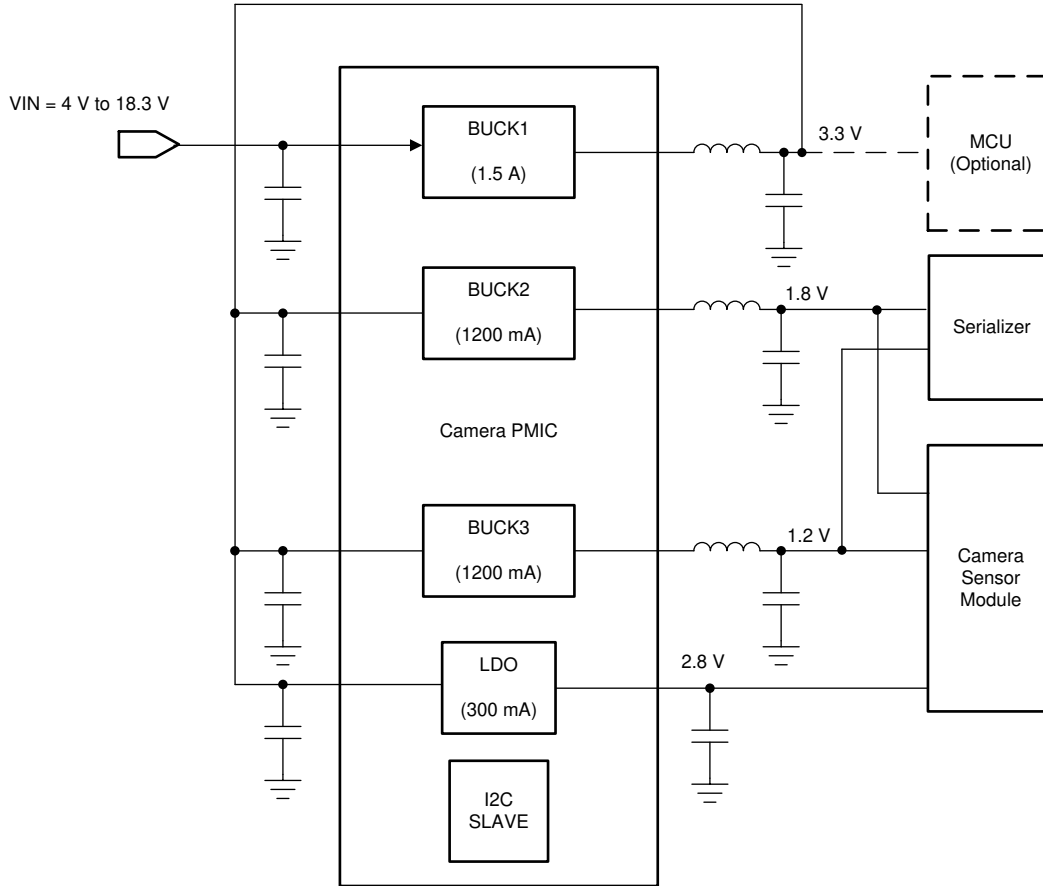 VIN = 4 V to 18.3 V
BUCK1
(1.5 A)
3.3 V
MCU
(Optional)
BUCK2
(1200 mA)
1.8 V
Serializer
Camera PMIC
BUCK3
(1200 mA)
1.2 V
Camera
Sensor
Module
LDO
(300 mA)
2.8 V
I2C
SLAVE